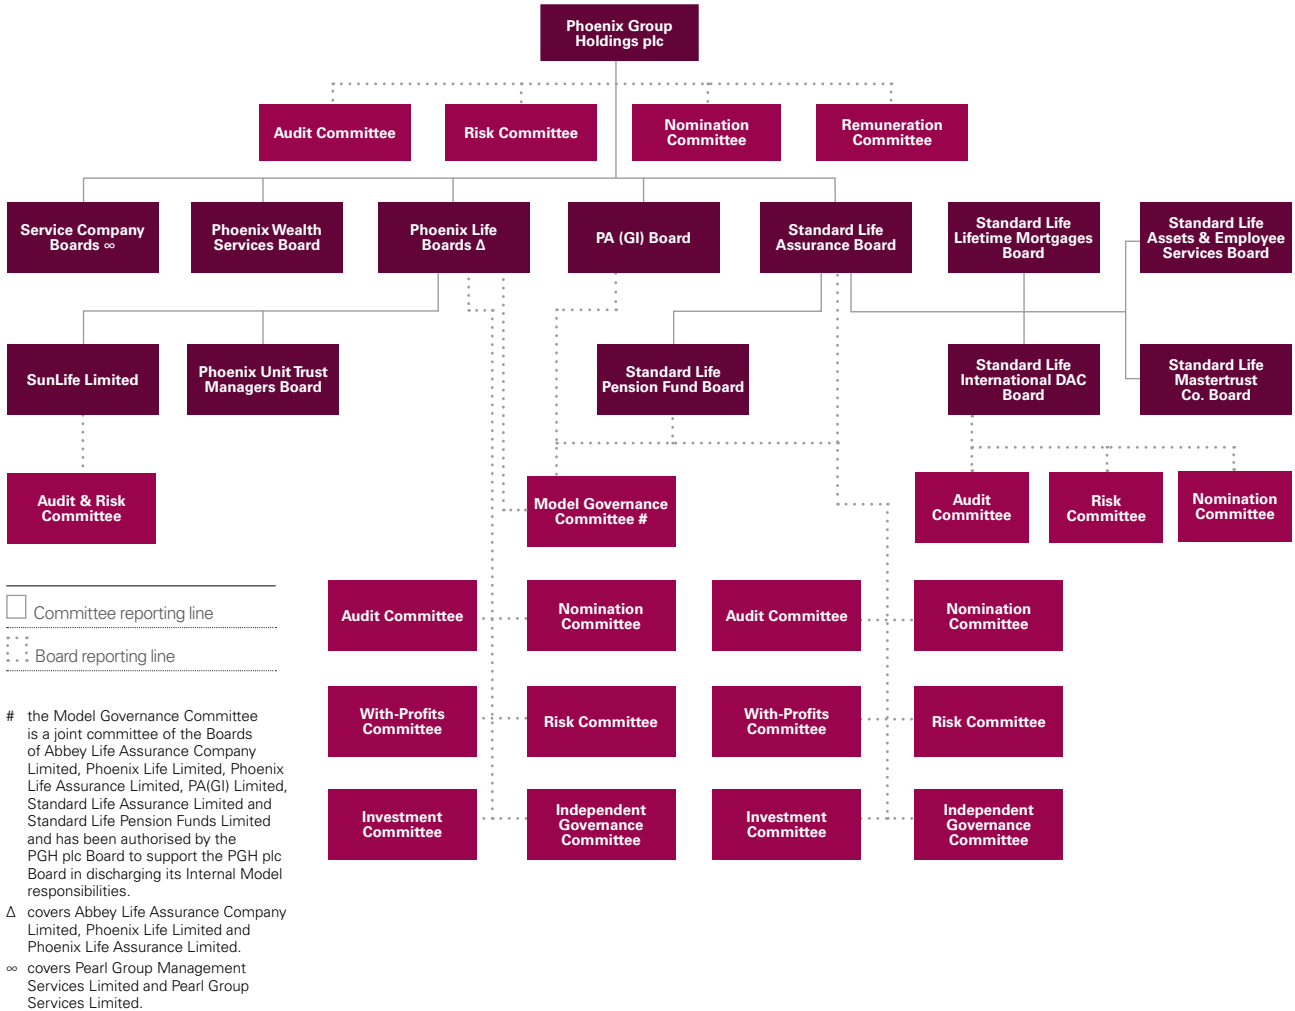 Phoenix Group
Holdings plc
Audit Committee
Risk Committee
Nomination
Committee
Remuneration
Committee
Service Company
Boards ∞
Phoenix Wealth
Services Board
Phoenix Life
Boards Δ
PA (GI) Board
Standard Life
Assurance Board
Standard Life
Lifetime Mortgages
Board
Standard Life
Assets & Employee
Services Board
SunLife Limited
Phoenix Unit Trust
Managers Board
Standard Life
Pension Fund Board
Standard Life
International DAC
Board
Standard Life
Mastertrust
Co. Board
Audit & Risk
Committee
Model Governance
Committee #
Audit
Committee
Risk
Committee
Nomination
Committee
Audit Committee
Nomination
Committee
Audit Committee
Nomination
Committee
With-Profits
Committee
Risk Committee
With-Profits
Committee
Risk Committee
Investment
Committee
Independent
Governance
Committee
Investment
Committee
Independent
Governance
Committee
Committee reporting line
Board reporting line
# the Model Governance Committee
is a joint committee of the Boards
of Abbey Life Assurance Company
Limited, Phoenix Life Limited, Phoenix
Life Assurance Limited, PA(GI) Limited,
Standard Life Assurance Limited and
Standard Life Pension Funds Limited
and has been authorised by the
PGH plc Board to support the PGH plc
Board in discharging its Internal Model
responsibilities.
Δ covers Abbey Life Assurance Company
Limited, Phoenix Life Limited and
Phoenix Life Assurance Limited.
∞ covers Pearl Group Management
Services Limited and Pearl Group
Services Limited.